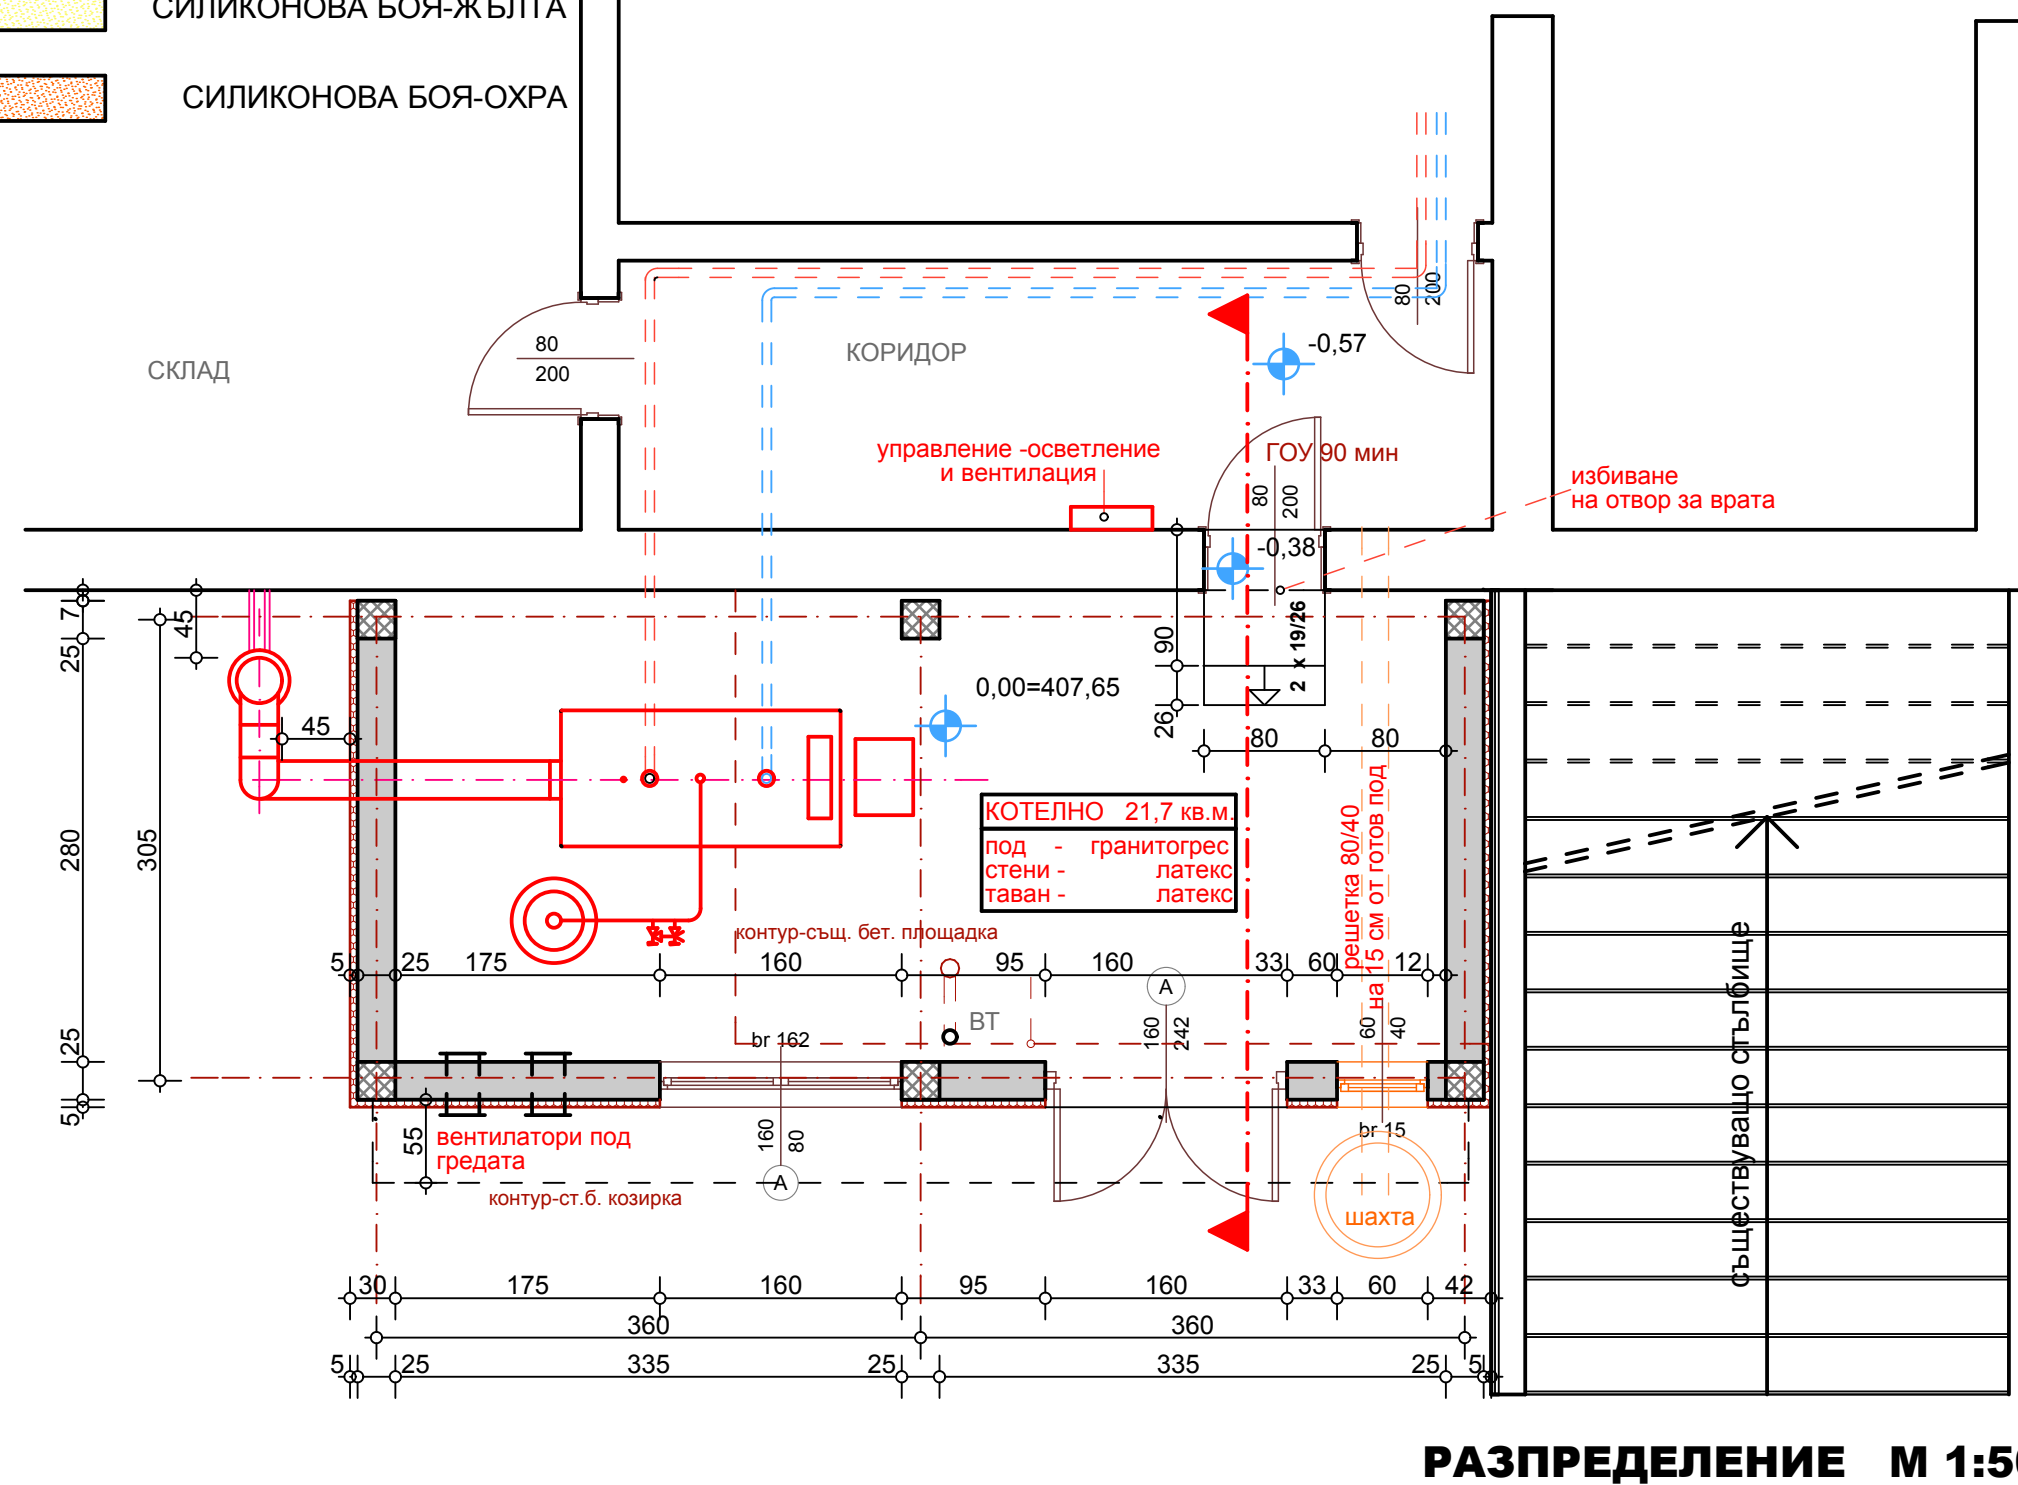 СИЛИКОНОВА БОЯ-ЖЪЛТА
СИЛИКОНОВА БОЯ-ОХРА
80
200
-0,57
80
200
СКЛАД
КОРИДОР
управление -осветление
и вентилация
ГОУ 90 мин
80
200
избиване
на отвор за врата
-0,38
7
45
25
90
2 x 19/26
0,00=407,65
26
45
80
80
280
305
КОТЕЛНО 21,7 кв.м.
под - гранитогрес
стени - латекс
таван - латекс
решетка 80/40
на 15 см от готов под
контур-същ. бет. площадка
5
25
175
160
95
160
33
60
12
А
ВТ
br 162
160
242
60
40
25
5
55
вентилатори под
гредата
160
80
br 15
А
контур-ст.б. козирка
шахта
съществуващо стълбище
30
175
160
95
160
33
60
42
360
360
5
25
335
25
335
25
5
РАЗПРЕДЕЛЕНИЕ М 1:5